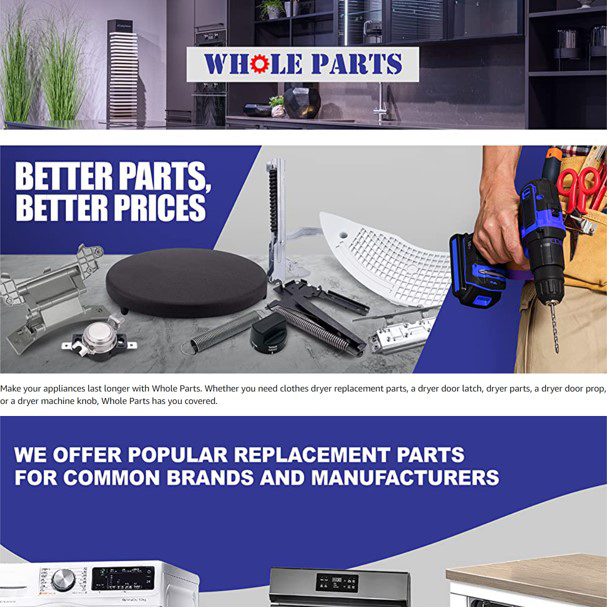 WHOLE PARTS
BETTER PARTS,
BETTER PRICES
Make your appliances last longer with Whole Parts. Whether you need clothes dryer replacement parts, a dryer door latch, dryer parts, a dryer door prop,
or a dryer machine knob, Whole Parts has you covered.
WE OFFER POPULAR REPLACEMENT PARTS
FOR COMMON BRANDS AND MANUFACTURERS